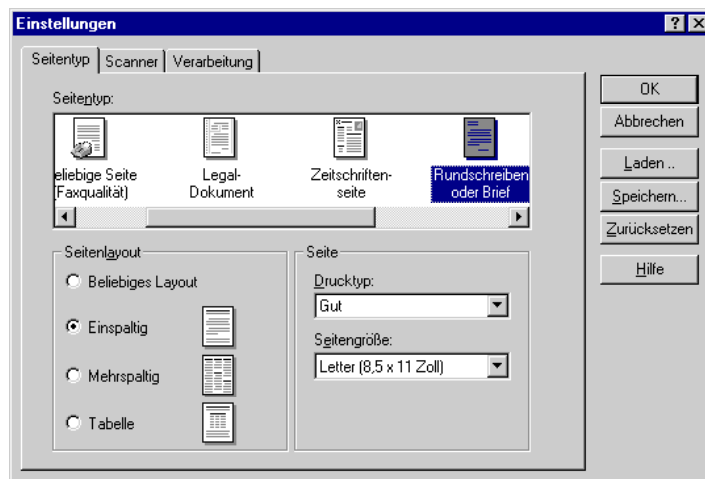 Einstellungen
Seitentyp Scanner Verarbeitung
Seitentyp:
eliebige Seite
(Faxqualität)
Legal-
Dokument
Zeitschriften-
seite
Rundschreiben
oder Brief
Seitenlayout
Beliebiges Layout
Einspaltig
Mehrspaltig
Tabelle
Seite
Drucktyp:
Gut
Seitengröße:
Letter (8,5 x 11 Zoll)
OK
Abbrechen
Laden ..
Speichern...
Zurücksetzen
Hilfe